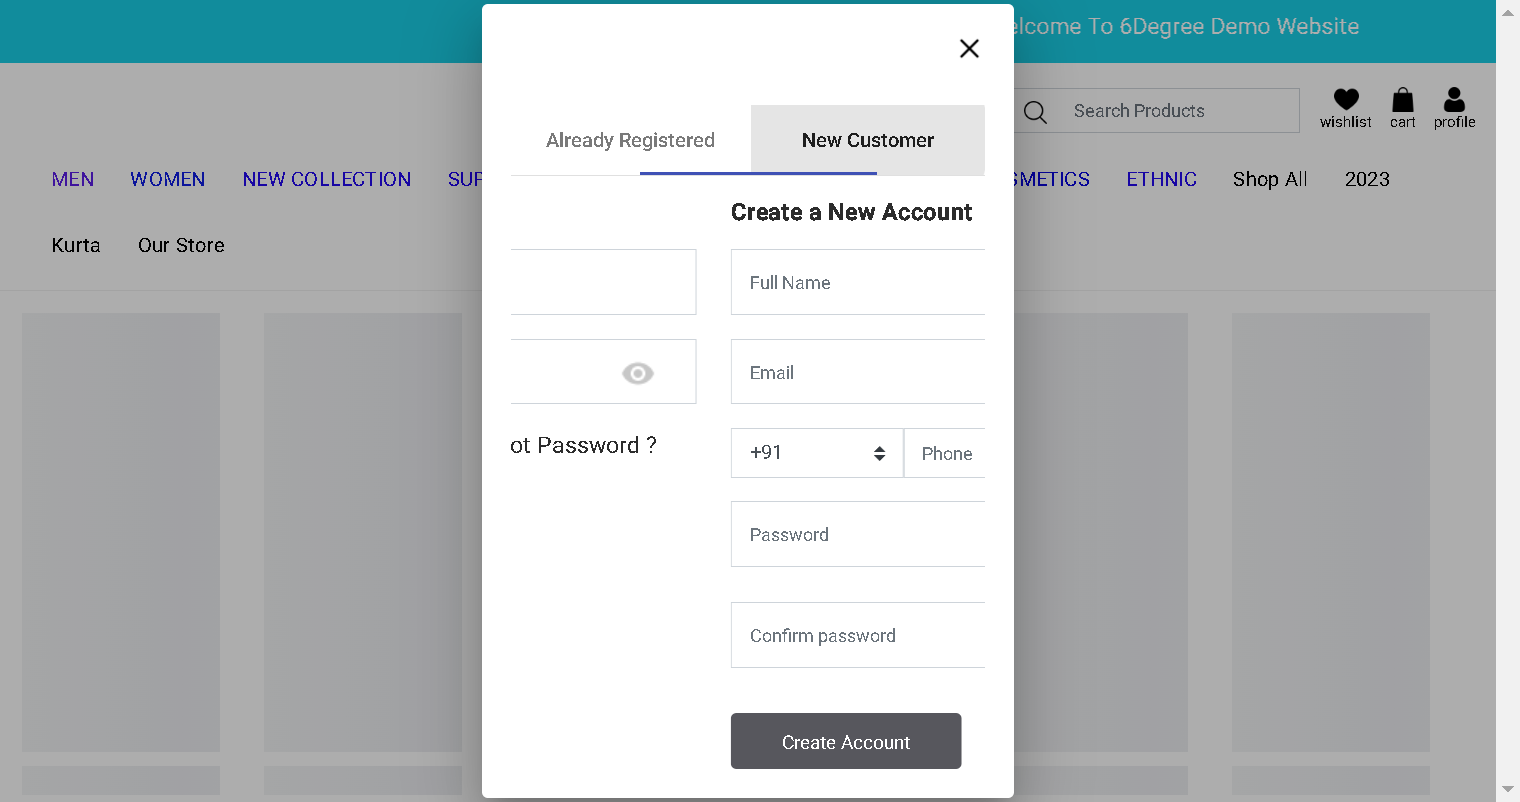 elcome To 6Degree Demo Website
Search Products
wishlist
cart
profile
MEN
WOMEN
NEW COLLECTION
SUP
SMETICS
ETHNIC
Shop All
2023
Kurta
Our Store
Already Registered
New Customer
Create a New Account
Full Name
Email
ot Password ?
+91
Phone
Password
Confirm password
Create Account